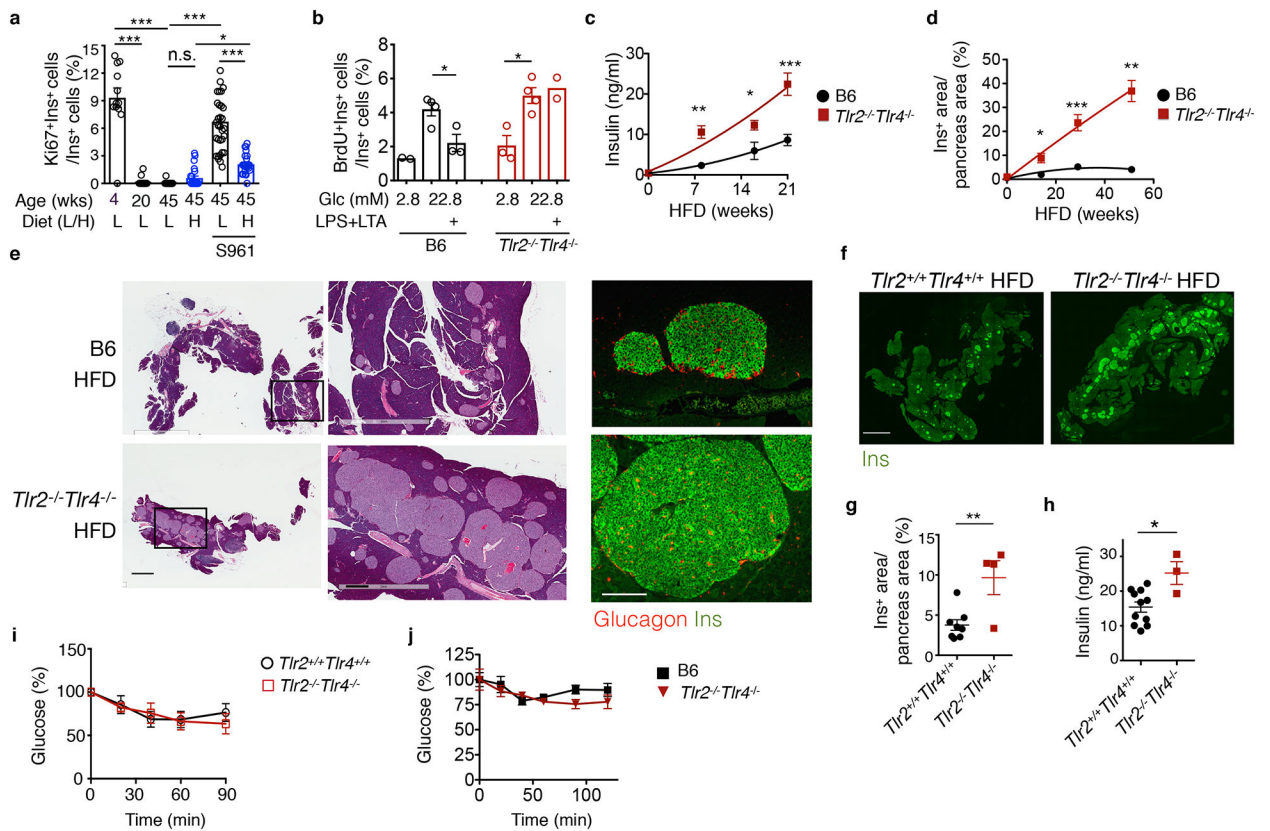 a
***
***
***
n.s.
*
***
Ki67⁺Ins⁺ cells
/Ins⁺ cells (%)
15
12
9
6
3
0
Age (wks) 4 20 45 45 45 45
Diet (L/H) L L L H L H
S961
b
*
*
BrdU⁺Ins⁺ cells
/Ins⁺ cells (%)
10
8
6
4
2
0
Glc (mM) 2.8 22.8 2.8 22.8
LPS+LTA + +
B6 Tlr2-/-Tlr4-/-
c
Insulin (ng/ml)
30
20
10
0
** * ***
B6
Tlr2-/-Tlr4-/-
0 7 14 21
HFD (weeks)
d
Ins⁺ area/
pancreas area (%)
50
40
30
20
10
0
* *** **
B6
Tlr2-/-Tlr4-/-
0 20 40 60
HFD (weeks)
e
B6
HFD
Tlr2-/-Tlr4-/-
HFD
Glucagon Ins
f
Tlr2+/+Tlr4+/+ HFD Tlr2-/-Tlr4-/- HFD
Ins
g
**
Ins⁺ area/
pancreas area (%)
15
10
5
0
Tlr2+/+Tlr4+/+
Tlr2-/-Tlr4-/-
h
*
Insulin (ng/ml)
30
20
10
0
Tlr2+/+Tlr4+/+
Tlr2-/-Tlr4-/-
i
Glucose (%)
150
100
50
0
Tlr2+/+Tlr4+/+
Tlr2-/-Tlr4-/-
0 30 60 90
Time (min)
j
Glucose (%)
125
100
75
50
25
0
B6
Tlr2-/-Tlr4-/-
0 40 80 120
Time (min)